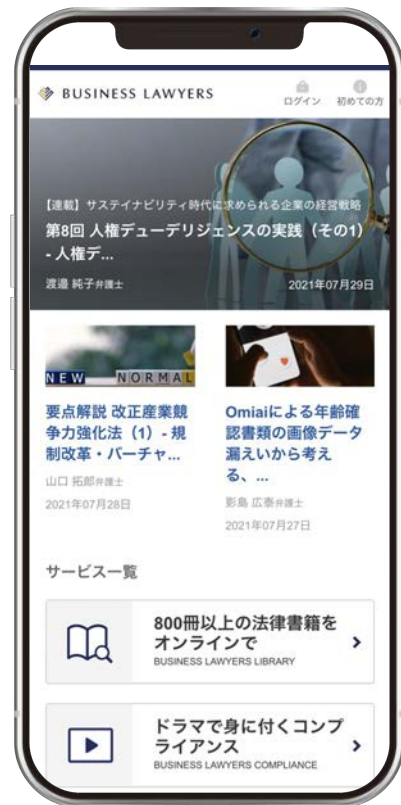 BUSINESS LAWYERS
ログイン
初めての方
【連載】サステイナビリティ時代に求められる企業の経営戦略
第8回 人権デューデリジェンスの実践（その1）
- 人権デ...
渡邉 純子弁護士
2021年07月29日
NEW NORMAL
要点解説 改正産業競
争力強化法（1）- 規
制改革・バーチャ...
山口 拓郎弁護士
2021年07月28日
Omiaiによる年齢確
認書類の画像データ
漏えいから考え
る、...
影島 広泰弁護士
2021年07月27日
サービス一覧
800冊以上の法律書籍を
オンラインで
BUSINESS LAWYERS LIBRARY
ドラマで身に付くコンプ
ライアンス
BUSINESS LAWYERS COMPLIANCE